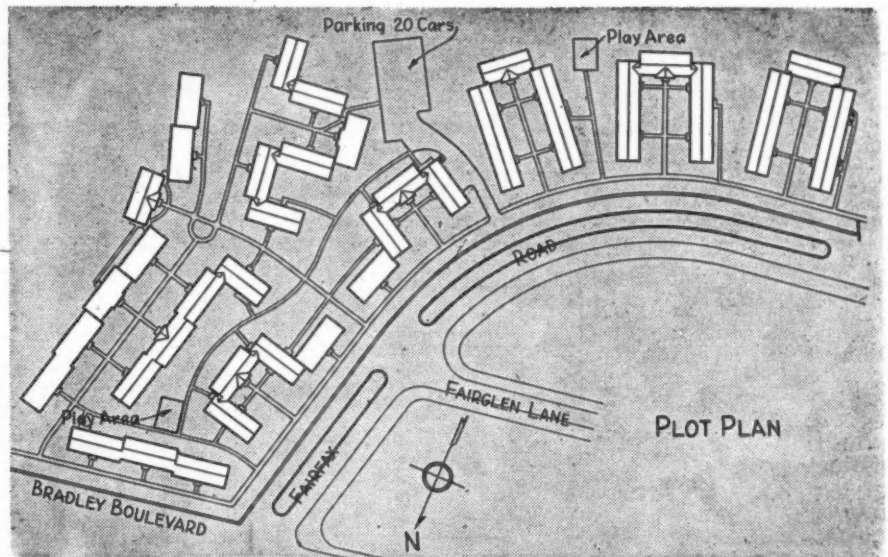 Parking 20 Cars
Play Area
ROAD
FAIRGLEN LANE
PLOT PLAN
Play Area
FAIRFAX
BRADLEY BOULEVARD
N